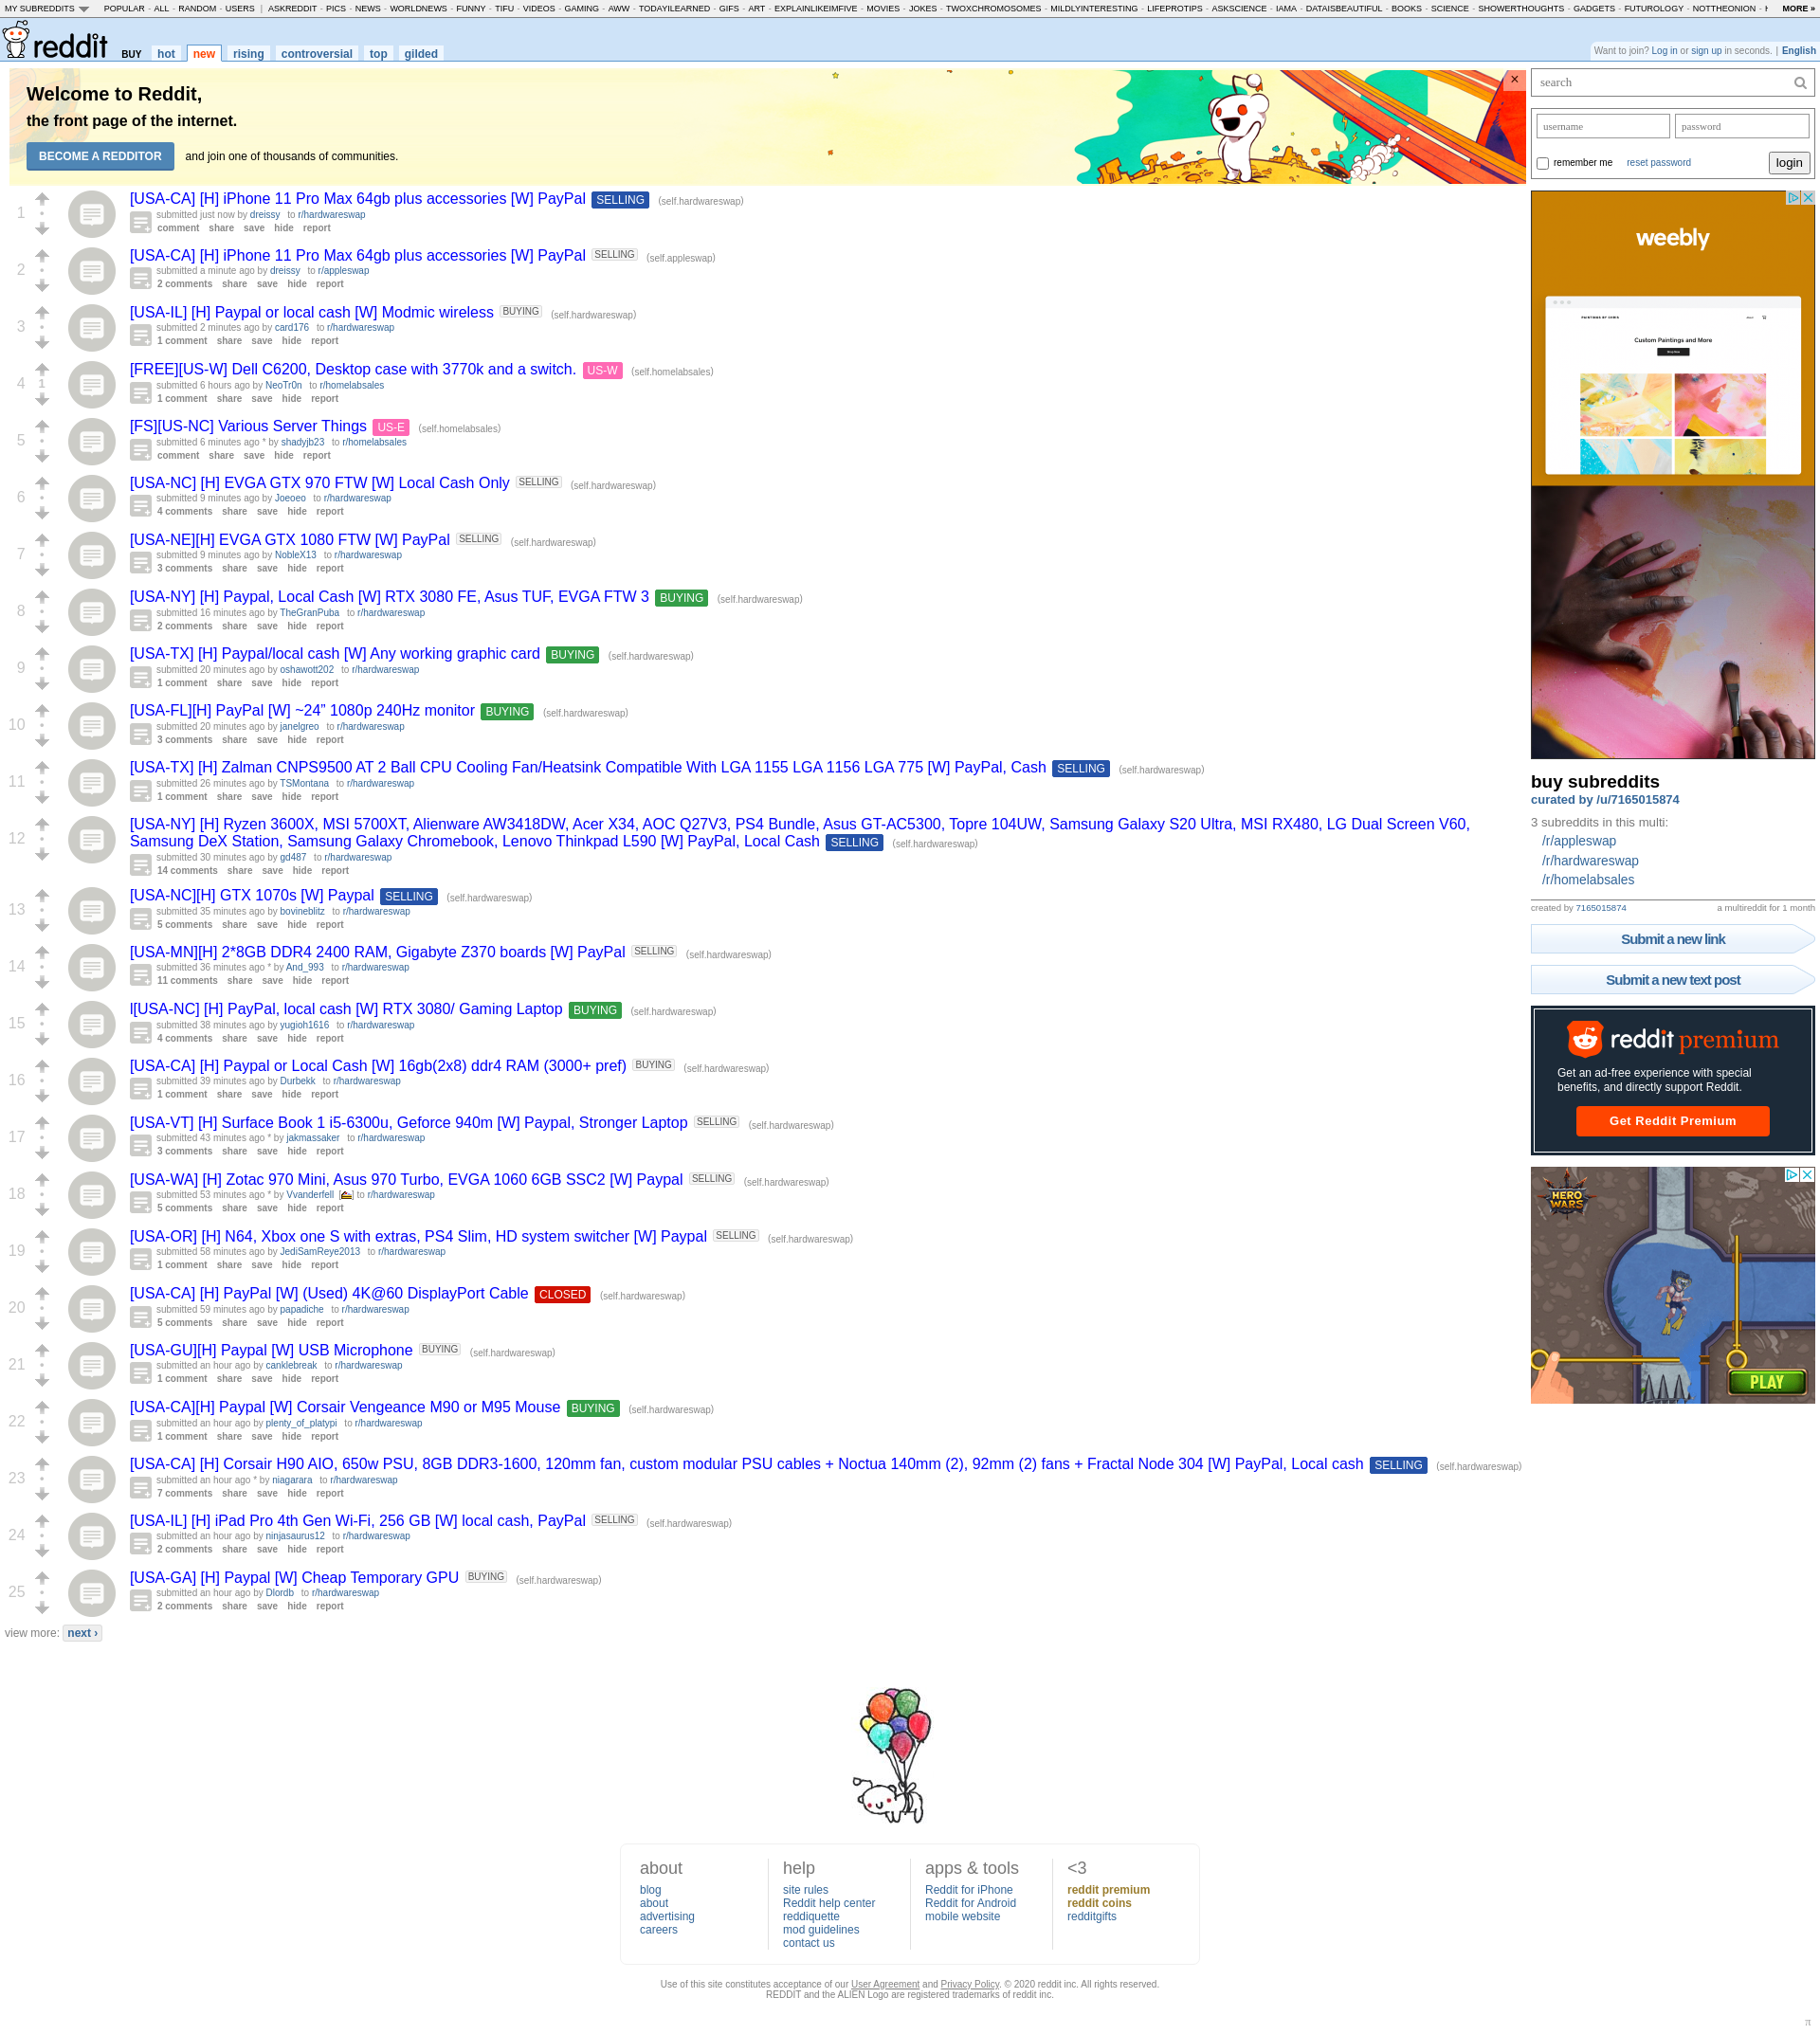 MY SUBREDDITS POPULAR - ALL - RANDOM - USERS | ASKREDDIT - PICS - NEWS - WORLDNEWS - FUNNY - TIFU - VIDEOS - GAMING - AWW - TODAYILEARNED - GIFS - ART - EXPLAINLIKEIMFIVE - MOVIES - JOKES - TWOXCHROMOSOMES - MILDLYINTERESTING - LIFEPROTIPS - ASKSCIENCE - IAMA - DATAISBEAUTIFUL - BOOKS - SCIENCE - SHOWERTHOUGHTS - GADGETS - FUTUROLOGY - NOTTHEONION - MORE »
reddit BUY hot new rising controversial top gilded
Want to join? Log in or sign up in seconds. | English
Welcome to Reddit,
the front page of the internet.
BECOME A REDDITOR and join one of thousands of communities.
1
[USA-CA] [H] iPhone 11 Pro Max 64gb plus accessories [W] PayPal SELLING (self.hardwareswap)
submitted just now by dreissy to r/hardwareswap
comment share save hide report
2
[USA-CA] [H] iPhone 11 Pro Max 64gb plus accessories [W] PayPal SELLING (self.appleswap)
submitted a minute ago by dreissy to r/appleswap
2 comments share save hide report
3
[USA-IL] [H] Paypal or local cash [W] Modmic wireless BUYING (self.hardwareswap)
submitted 2 minutes ago by card176 to r/hardwareswap
1 comment share save hide report
4 1
[FREE][US-W] Dell C6200, Desktop case with 3770k and a switch. US-W (self.homelabsales)
submitted 6 hours ago by NeoTr0n to r/homelabsales
1 comment share save hide report
5
[FS][US-NC] Various Server Things US-E (self.homelabsales)
submitted 6 minutes ago * by shadyjb23 to r/homelabsales
comment share save hide report
6
[USA-NC] [H] EVGA GTX 970 FTW [W] Local Cash Only SELLING (self.hardwareswap)
submitted 9 minutes ago by Joeoeo to r/hardwareswap
4 comments share save hide report
7
[USA-NE][H] EVGA GTX 1080 FTW [W] PayPal SELLING (self.hardwareswap)
submitted 9 minutes ago by NobleX13 to r/hardwareswap
3 comments share save hide report
8
[USA-NY] [H] Paypal, Local Cash [W] RTX 3080 FE, Asus TUF, EVGA FTW 3 BUYING (self.hardwareswap)
submitted 16 minutes ago by TheGranPuba to r/hardwareswap
2 comments share save hide report
9
[USA-TX] [H] Paypal/local cash [W] Any working graphic card BUYING (self.hardwareswap)
submitted 20 minutes ago by oshawott202 to r/hardwareswap
1 comment share save hide report
10
[USA-FL][H] PayPal [W] ~24” 1080p 240Hz monitor BUYING (self.hardwareswap)
submitted 20 minutes ago by janelgreo to r/hardwareswap
3 comments share save hide report
11
[USA-TX] [H] Zalman CNPS9500 AT 2 Ball CPU Cooling Fan/Heatsink Compatible With LGA 1155 LGA 1156 LGA 775 [W] PayPal, Cash SELLING (self.hardwareswap)
submitted 26 minutes ago by TSMontana to r/hardwareswap
1 comment share save hide report
12
[USA-NY] [H] Ryzen 3600X, MSI 5700XT, Alienware AW3418DW, Acer X34, AOC Q27V3, PS4 Bundle, Asus GT-AC5300, Topre 104UW, Samsung Galaxy S20 Ultra, MSI RX480, LG Dual Screen V60,
Samsung DeX Station, Samsung Galaxy Chromebook, Lenovo Thinkpad L590 [W] PayPal, Local Cash SELLING (self.hardwareswap)
submitted 30 minutes ago by gd487 to r/hardwareswap
14 comments share save hide report
13
[USA-NC][H] GTX 1070s [W] Paypal SELLING (self.hardwareswap)
submitted 35 minutes ago by bovineblitz to r/hardwareswap
5 comments share save hide report
14
[USA-MN][H] 2*8GB DDR4 2400 RAM, Gigabyte Z370 boards [W] PayPal SELLING (self.hardwareswap)
submitted 36 minutes ago * by And_993 to r/hardwareswap
11 comments share save hide report
15
l[USA-NC] [H] PayPal, local cash [W] RTX 3080/ Gaming Laptop BUYING (self.hardwareswap)
submitted 38 minutes ago by yugioh1616 to r/hardwareswap
4 comments share save hide report
16
[USA-CA] [H] Paypal or Local Cash [W] 16gb(2x8) ddr4 RAM (3000+ pref) BUYING (self.hardwareswap)
submitted 39 minutes ago by Durbekk to r/hardwareswap
1 comment share save hide report
17
[USA-VT] [H] Surface Book 1 i5-6300u, Geforce 940m [W] Paypal, Stronger Laptop SELLING (self.hardwareswap)
submitted 43 minutes ago * by jakmassaker to r/hardwareswap
3 comments share save hide report
18
[USA-WA] [H] Zotac 970 Mini, Asus 970 Turbo, EVGA 1060 6GB SSC2 [W] Paypal SELLING (self.hardwareswap)
submitted 53 minutes ago * by Vvanderfell [ ] to r/hardwareswap
5 comments share save hide report
19
[USA-OR] [H] N64, Xbox one S with extras, PS4 Slim, HD system switcher [W] Paypal SELLING (self.hardwareswap)
submitted 58 minutes ago by JediSamReye2013 to r/hardwareswap
1 comment share save hide report
20
[USA-CA] [H] PayPal [W] (Used) 4K@60 DisplayPort Cable CLOSED (self.hardwareswap)
submitted 59 minutes ago by papadiche to r/hardwareswap
5 comments share save hide report
21
[USA-GU][H] Paypal [W] USB Microphone BUYING (self.hardwareswap)
submitted an hour ago by canklebreak to r/hardwareswap
1 comment share save hide report
22
[USA-CA][H] Paypal [W] Corsair Vengeance M90 or M95 Mouse BUYING (self.hardwareswap)
submitted an hour ago by plenty_of_platypi to r/hardwareswap
1 comment share save hide report
23
[USA-CA] [H] Corsair H90 AIO, 650w PSU, 8GB DDR3-1600, 120mm fan, custom modular PSU cables + Noctua 140mm (2), 92mm (2) fans + Fractal Node 304 [W] PayPal, Local cash SELLING (self.hardwareswap)
submitted an hour ago * by niagarara to r/hardwareswap
7 comments share save hide report
24
[USA-IL] [H] iPad Pro 4th Gen Wi-Fi, 256 GB [W] local cash, PayPal SELLING (self.hardwareswap)
submitted an hour ago by ninjasaurus12 to r/hardwareswap
2 comments share save hide report
25
[USA-GA] [H] Paypal [W] Cheap Temporary GPU BUYING (self.hardwareswap)
submitted an hour ago by Dlordb to r/hardwareswap
2 comments share save hide report
view more: next ›
search
username password
remember me reset password login
weebly
Custom Paintings and More
buy subreddits
curated by /u/7165015874
3 subreddits in this multi:
/r/appleswap
/r/hardwareswap
/r/homelabsales
created by 7165015874 a multireddit for 1 month
Submit a new link
Submit a new text post
reddit premium
Get an ad-free experience with special
benefits, and directly support Reddit.
Get Reddit Premium
HERO
WARS
PLAY
about
blog
about
advertising
careers
help
site rules
Reddit help center
reddiquette
mod guidelines
contact us
apps & tools
Reddit for iPhone
Reddit for Android
mobile website
<3
reddit premium
reddit coins
redditgifts
Use of this site constitutes acceptance of our User Agreement and Privacy Policy. © 2020 reddit inc. All rights reserved.
REDDIT and the ALIEN Logo are registered trademarks of reddit inc.
π